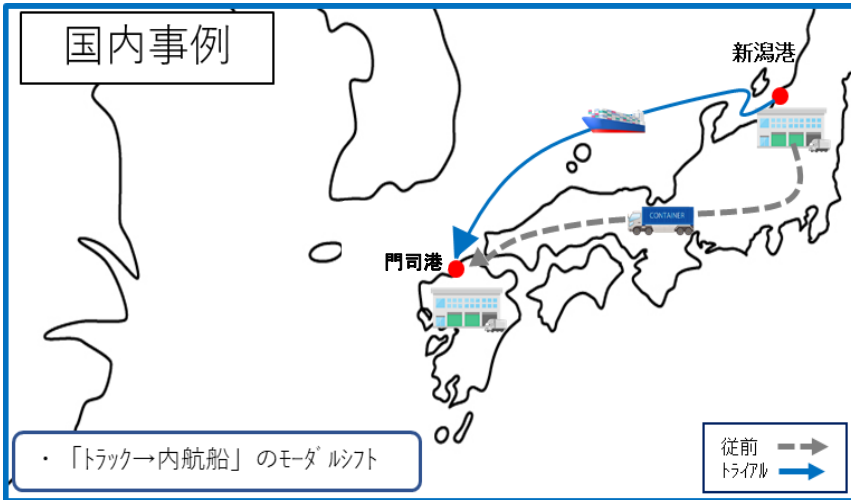 国内事例
新潟港
CONTAINER
門司港
・「ﾄﾗｯｸ→内航船」のﾓｰﾀﾞﾙｼﾌﾄ
従前
ﾄﾗｲｱﾙ